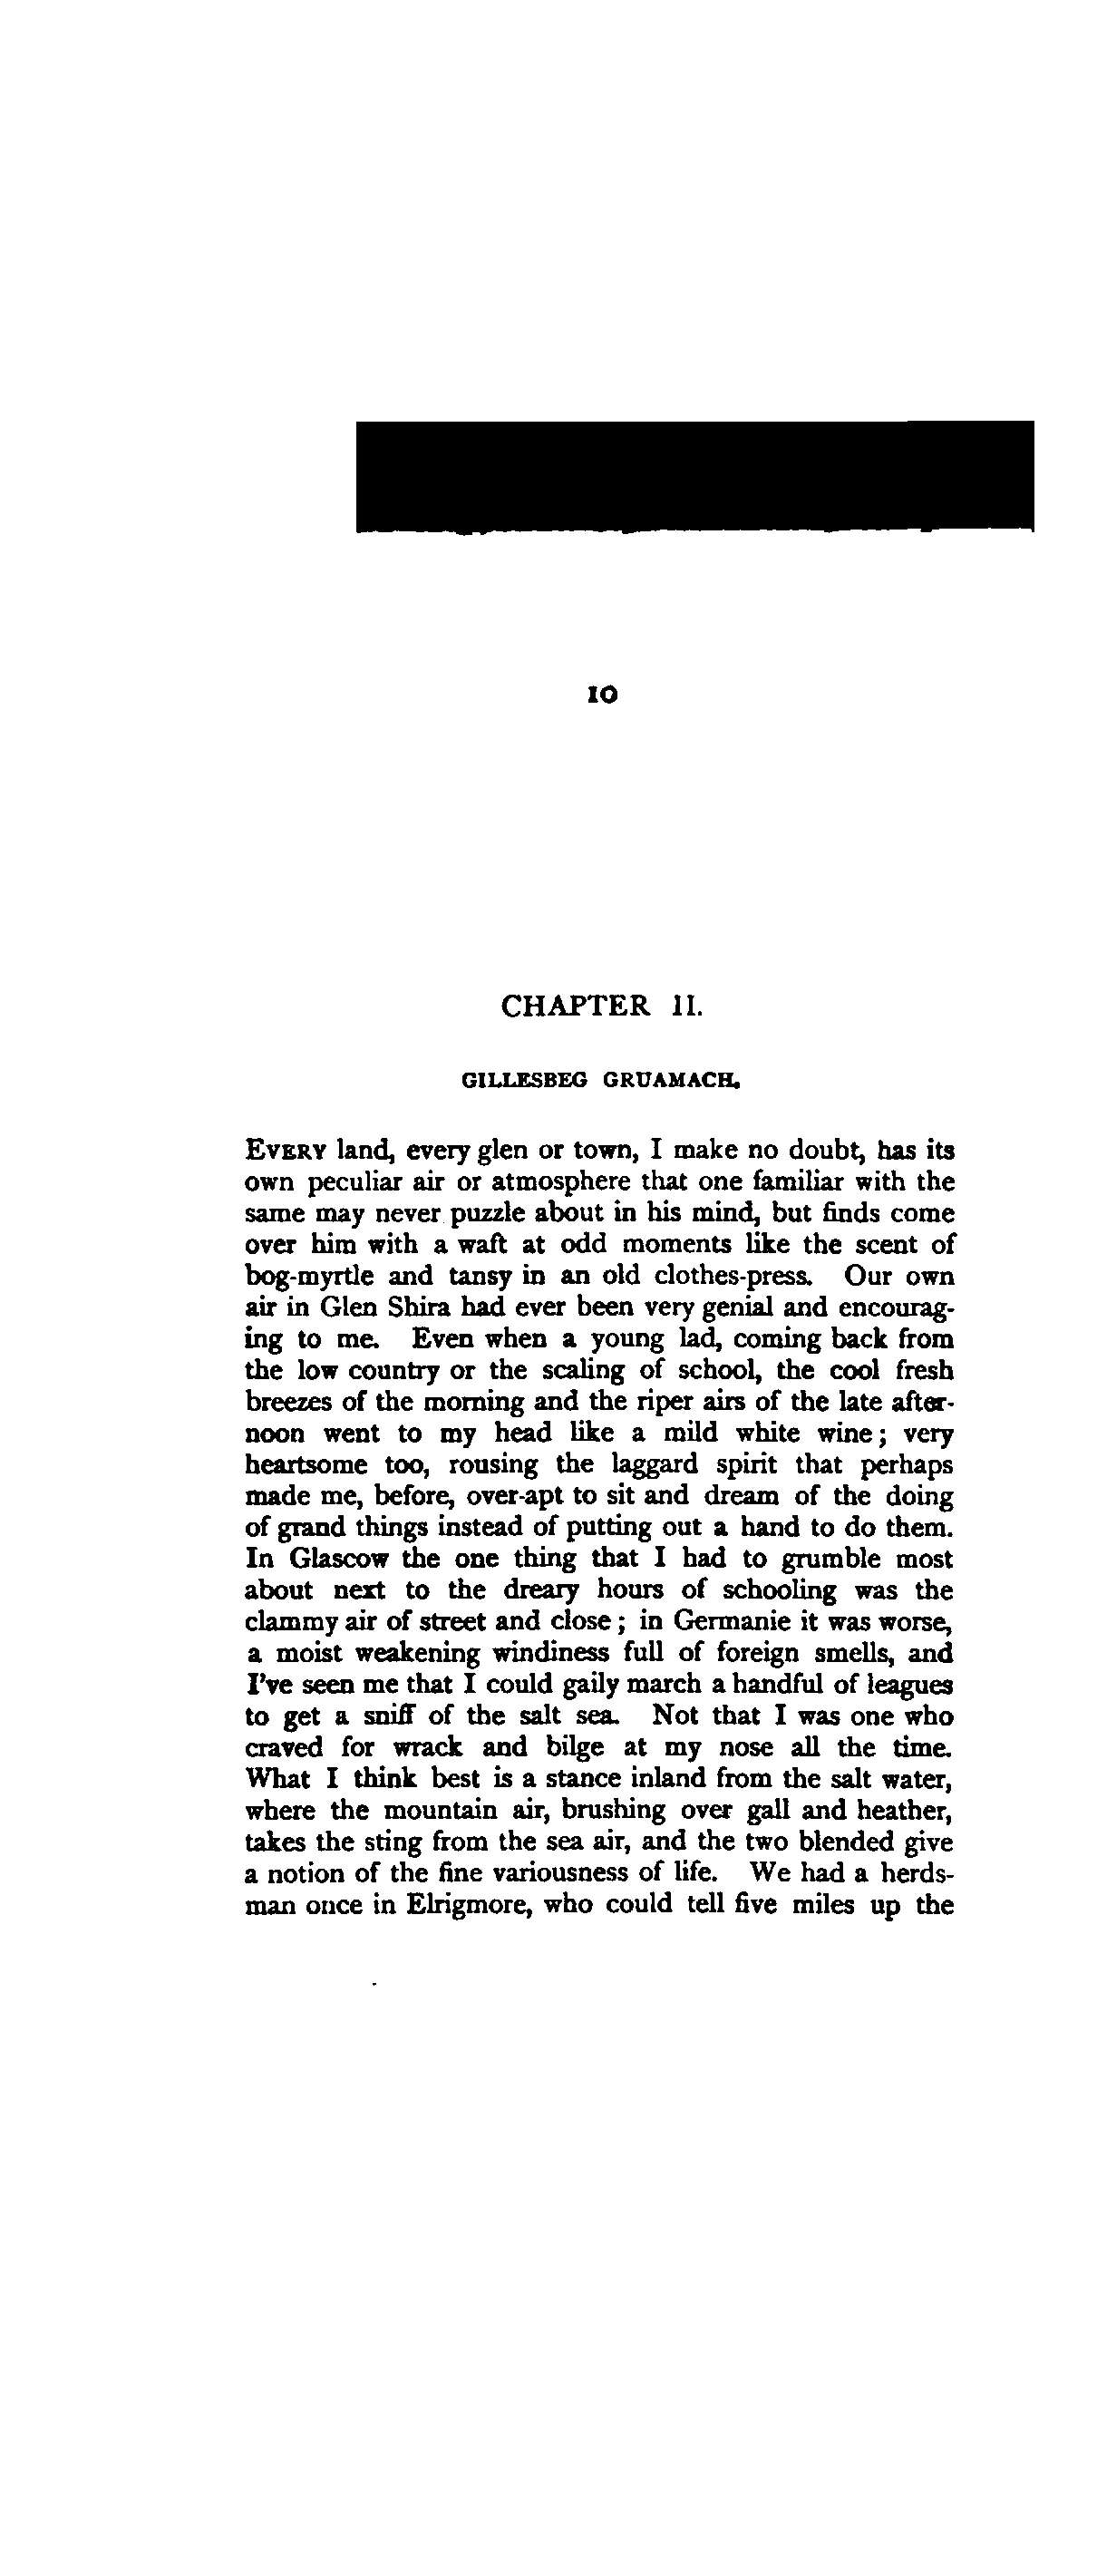 10
CHAPTER II.
GILLESBEG GRUAMACH.
EVERY land, every glen or town, I make no doubt, has its
own peculiar air or atmosphere that one familiar with the
same may never puzzle about in his mind, but finds come
over him with a waft at odd moments like the scent of
bog-myrtle and tansy in an old clothes-press. Our own
air in Glen Shira had ever been very genial and encourag-
ing to me. Even when a young lad, coming back from
the low country or the scaling of school, the cool fresh
breezes of the morning and the riper airs of the late after-
noon went to my head like a mild white wine; very
heartsome too, rousing the laggard spirit that perhaps
made me, before, over-apt to sit and dream of the doing
of grand things instead of putting out a hand to do them.
In Glascow the one thing that I had to grumble most
about next to the dreary hours of schooling was the
clammy air of street and close; in Germanie it was worse,
a moist weakening windiness full of foreign smells, and
I've seen me that I could gaily march a handful of leagues
to get a sniff of the salt sea. Not that I was one who
craved for wrack and bilge at my nose all the time.
What I think best is a stance inland from the salt water,
where the mountain air, brushing over gall and heather,
takes the sting from the sea air, and the two blended give
a notion of the fine variousness of life. We had a herds-
man once in Elrigmore, who could tell five miles up the